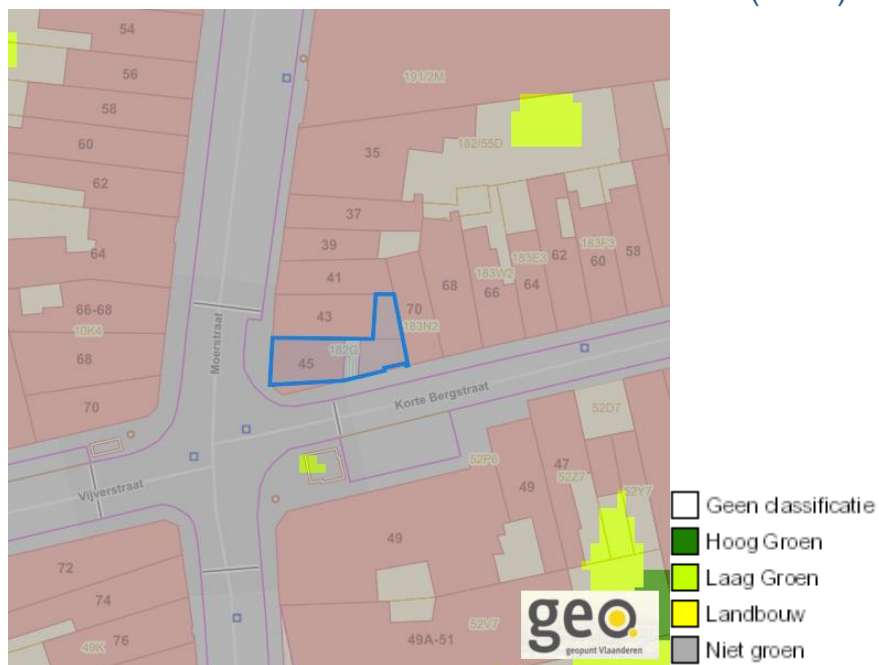 54
56
191/2M
58
60
35
182/55D
62
37
64
39
183F3
183E3
62
58
60
41
183W2
68
66
64
66-68
43
70
183N2
10K4
Moerstraat
182G
68
45
70
Korte Bergstraat
52D7
Vijverstraat
52P6
47
52Z7
49
52Y7
49
72
74
76
49K
49A-51
52V7
geo.
geopunt Vlaanderen
Geen classificatie
Hoog Groen
Laag Groen
Landbouw
Niet groen